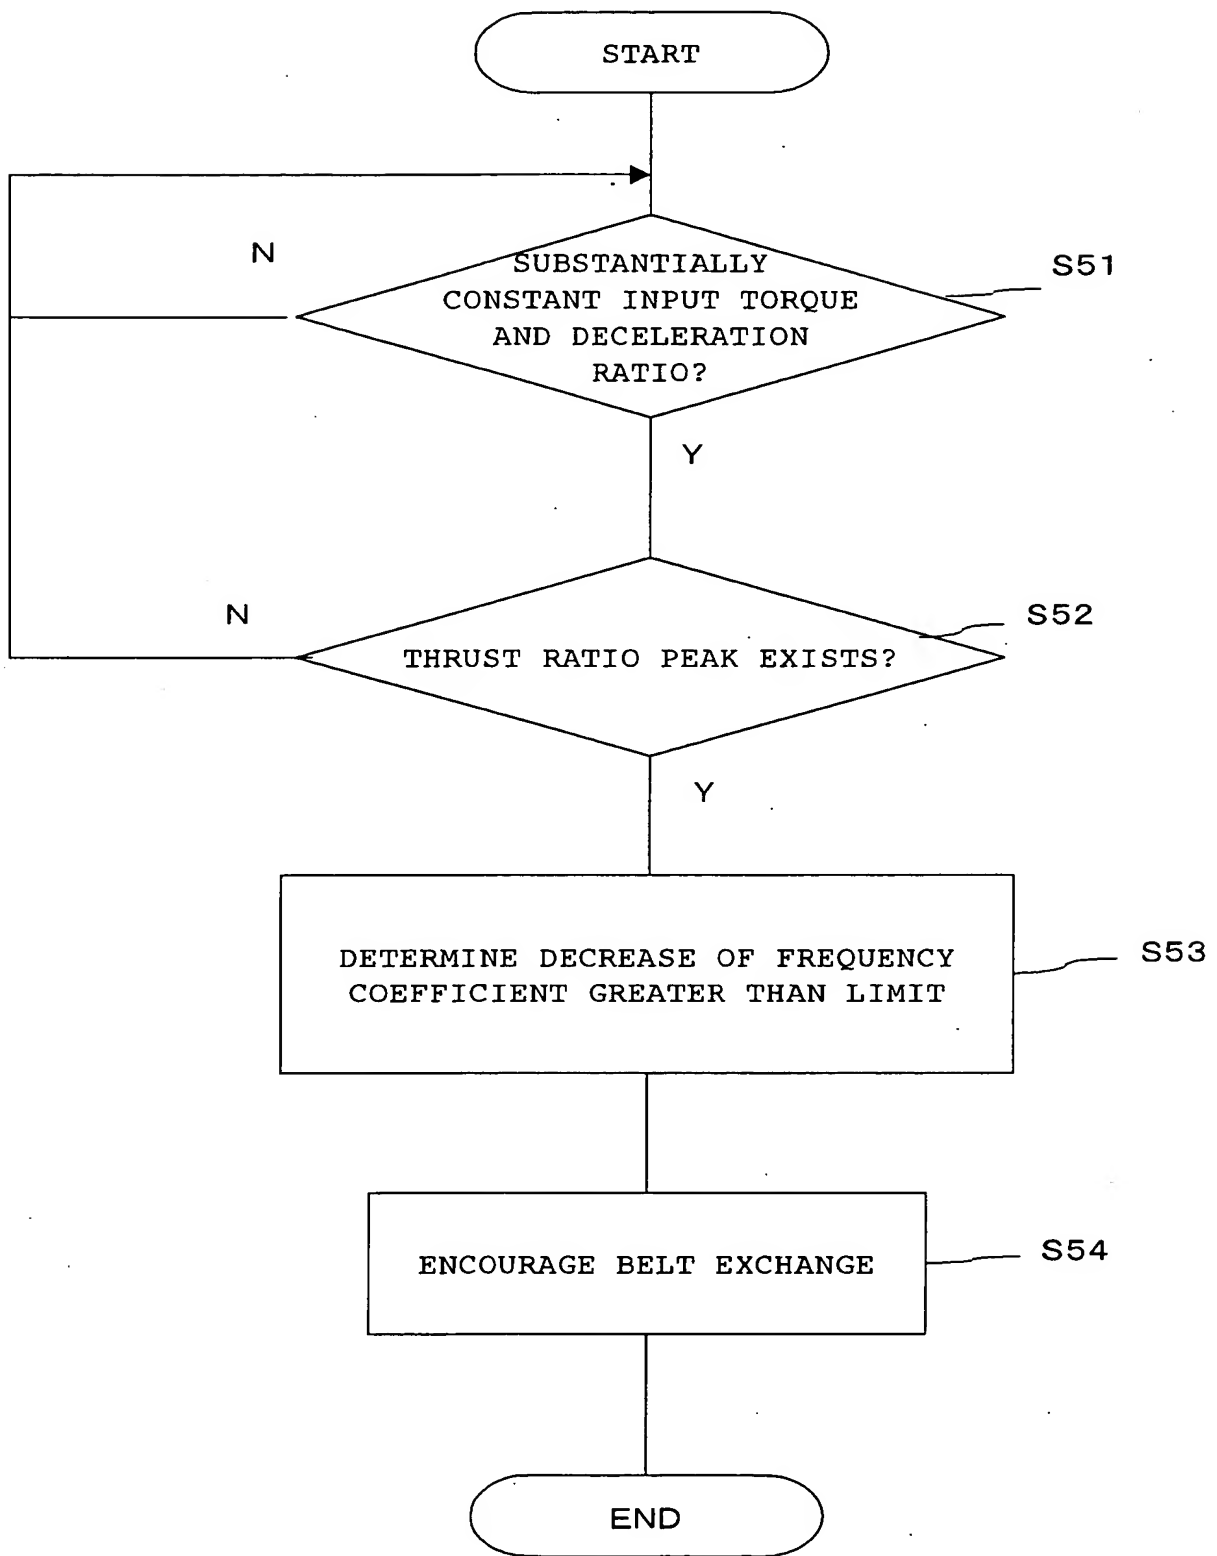 START
N
SUBSTANTIALLY
CONSTANT INPUT TORQUE
AND DECELERATION
RATIO?
S51
Y
N
THRUST RATIO PEAK EXISTS?
S52
Y
DETERMINE DECREASE OF FREQUENCY
COEFFICIENT GREATER THAN LIMIT
S53
ENCOURAGE BELT EXCHANGE
S54
END